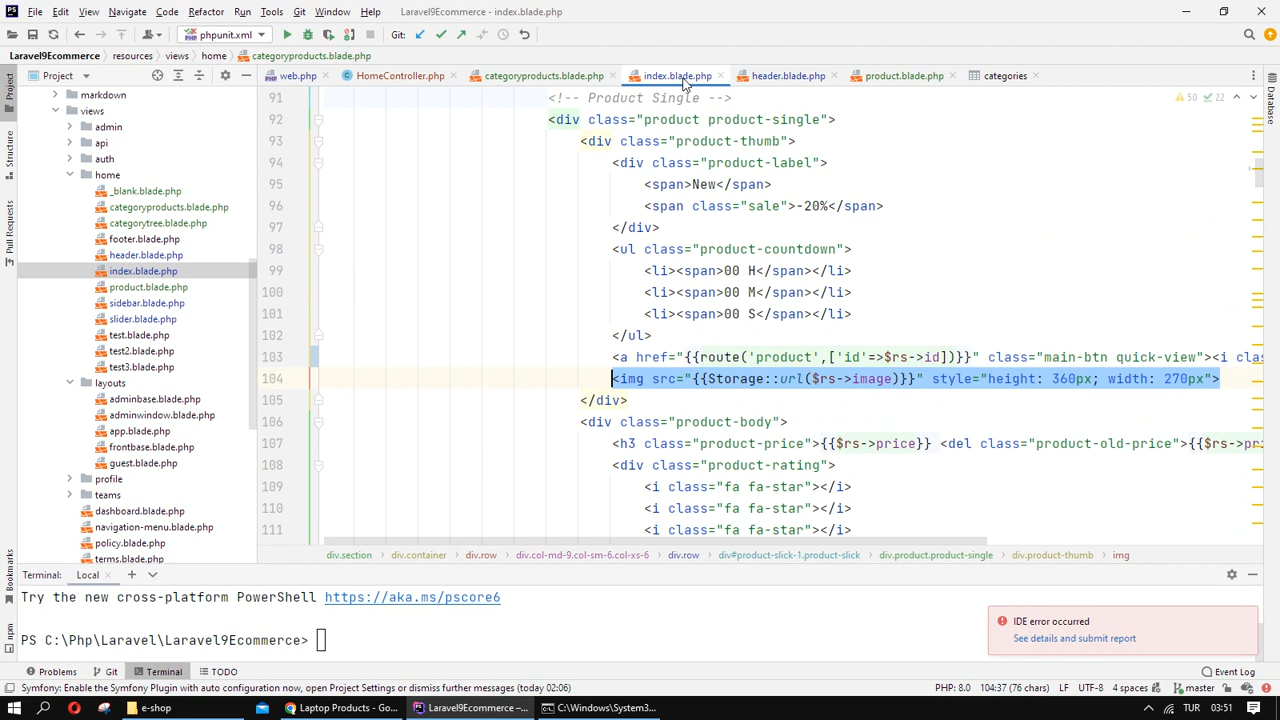 File Edit View Navigate Code Refactor Run Tools Git Window Help Laravel9Ecommerce - index.blade.php
phpunit.xml Git:
Laravel9Ecommerce resources views home categoryproducts.blade.php
Project web.php HomeController.php categoryproducts.blade.php index.blade.php header.blade.php product.blade.php categories
markdown
views
admin
api
auth
home
_blank.blade.php
categoryproducts.blade.php
categorytree.blade.php
footer.blade.php
header.blade.php
index.blade.php
product.blade.php
sidebar.blade.php
slider.blade.php
test.blade.php
test2.blade.php
test3.blade.php
layouts
adminbase.blade.php
adminwindow.blade.php
app.blade.php
frontbase.blade.php
guest.blade.php
profile
teams
dashboard.blade.php
navigation-menu.blade.php
policy.blade.php
terms.blade.php
Project
Structure
Pull Requests
Bookmarks
npm
Database
50 22
91 <!-- Product Single -->
92 <div class="product product-single">
93 <div class="product-thumb">
94 <div class="product-label">
95 <span>New</span>
96 <span class="sale">-20%</span>
97 </div>
98 <ul class="product-countdown">
99 <li><span>00 H</span></li>
100 <li><span>00 M</span></li>
101 <li><span>00 S</span></li>
102 </ul>
103 <a href="{{route('product',['id'=>$rs->id])}}" class="main-btn quick-view"><i clas
104 <img src="{{Storage::url($rs->image)}}" style="height: 360px; width: 270px">
105 </div>
106 <div class="product-body">
107 <h3 class="product-price">{{$rs->price}} <del class="product-old-price">{{$rs->pri
108 <div class="product-rating">
109 <i class="fa fa-star"></i>
110 <i class="fa fa-star"></i>
111 <i class="fa fa-star"></i>
div.section div.container div.row div.col-md-9.col-sm-6.col-xs-6 div.row div#product-slick-1.product-slick div.product.product-single div.product-thumb img
Terminal: Local
Try the new cross-platform PowerShell https://aka.ms/pscore6
PS C:\Php\Laravel\Laravel9Ecommerce>
IDE error occurred
See details and submit report
Problems Git Terminal TODO Event Log
Symfony: Enable the Symfony Plugin with auto configuration now, open Project Settings or dismiss further messages (today 02:06) PHP: 8.0 104:37 (76 chars) LF UTF-8 4 spaces master
e-shop Laptop Products - Go... Laravel9Ecommerce –... C:\Windows\System3... TUR 03:51